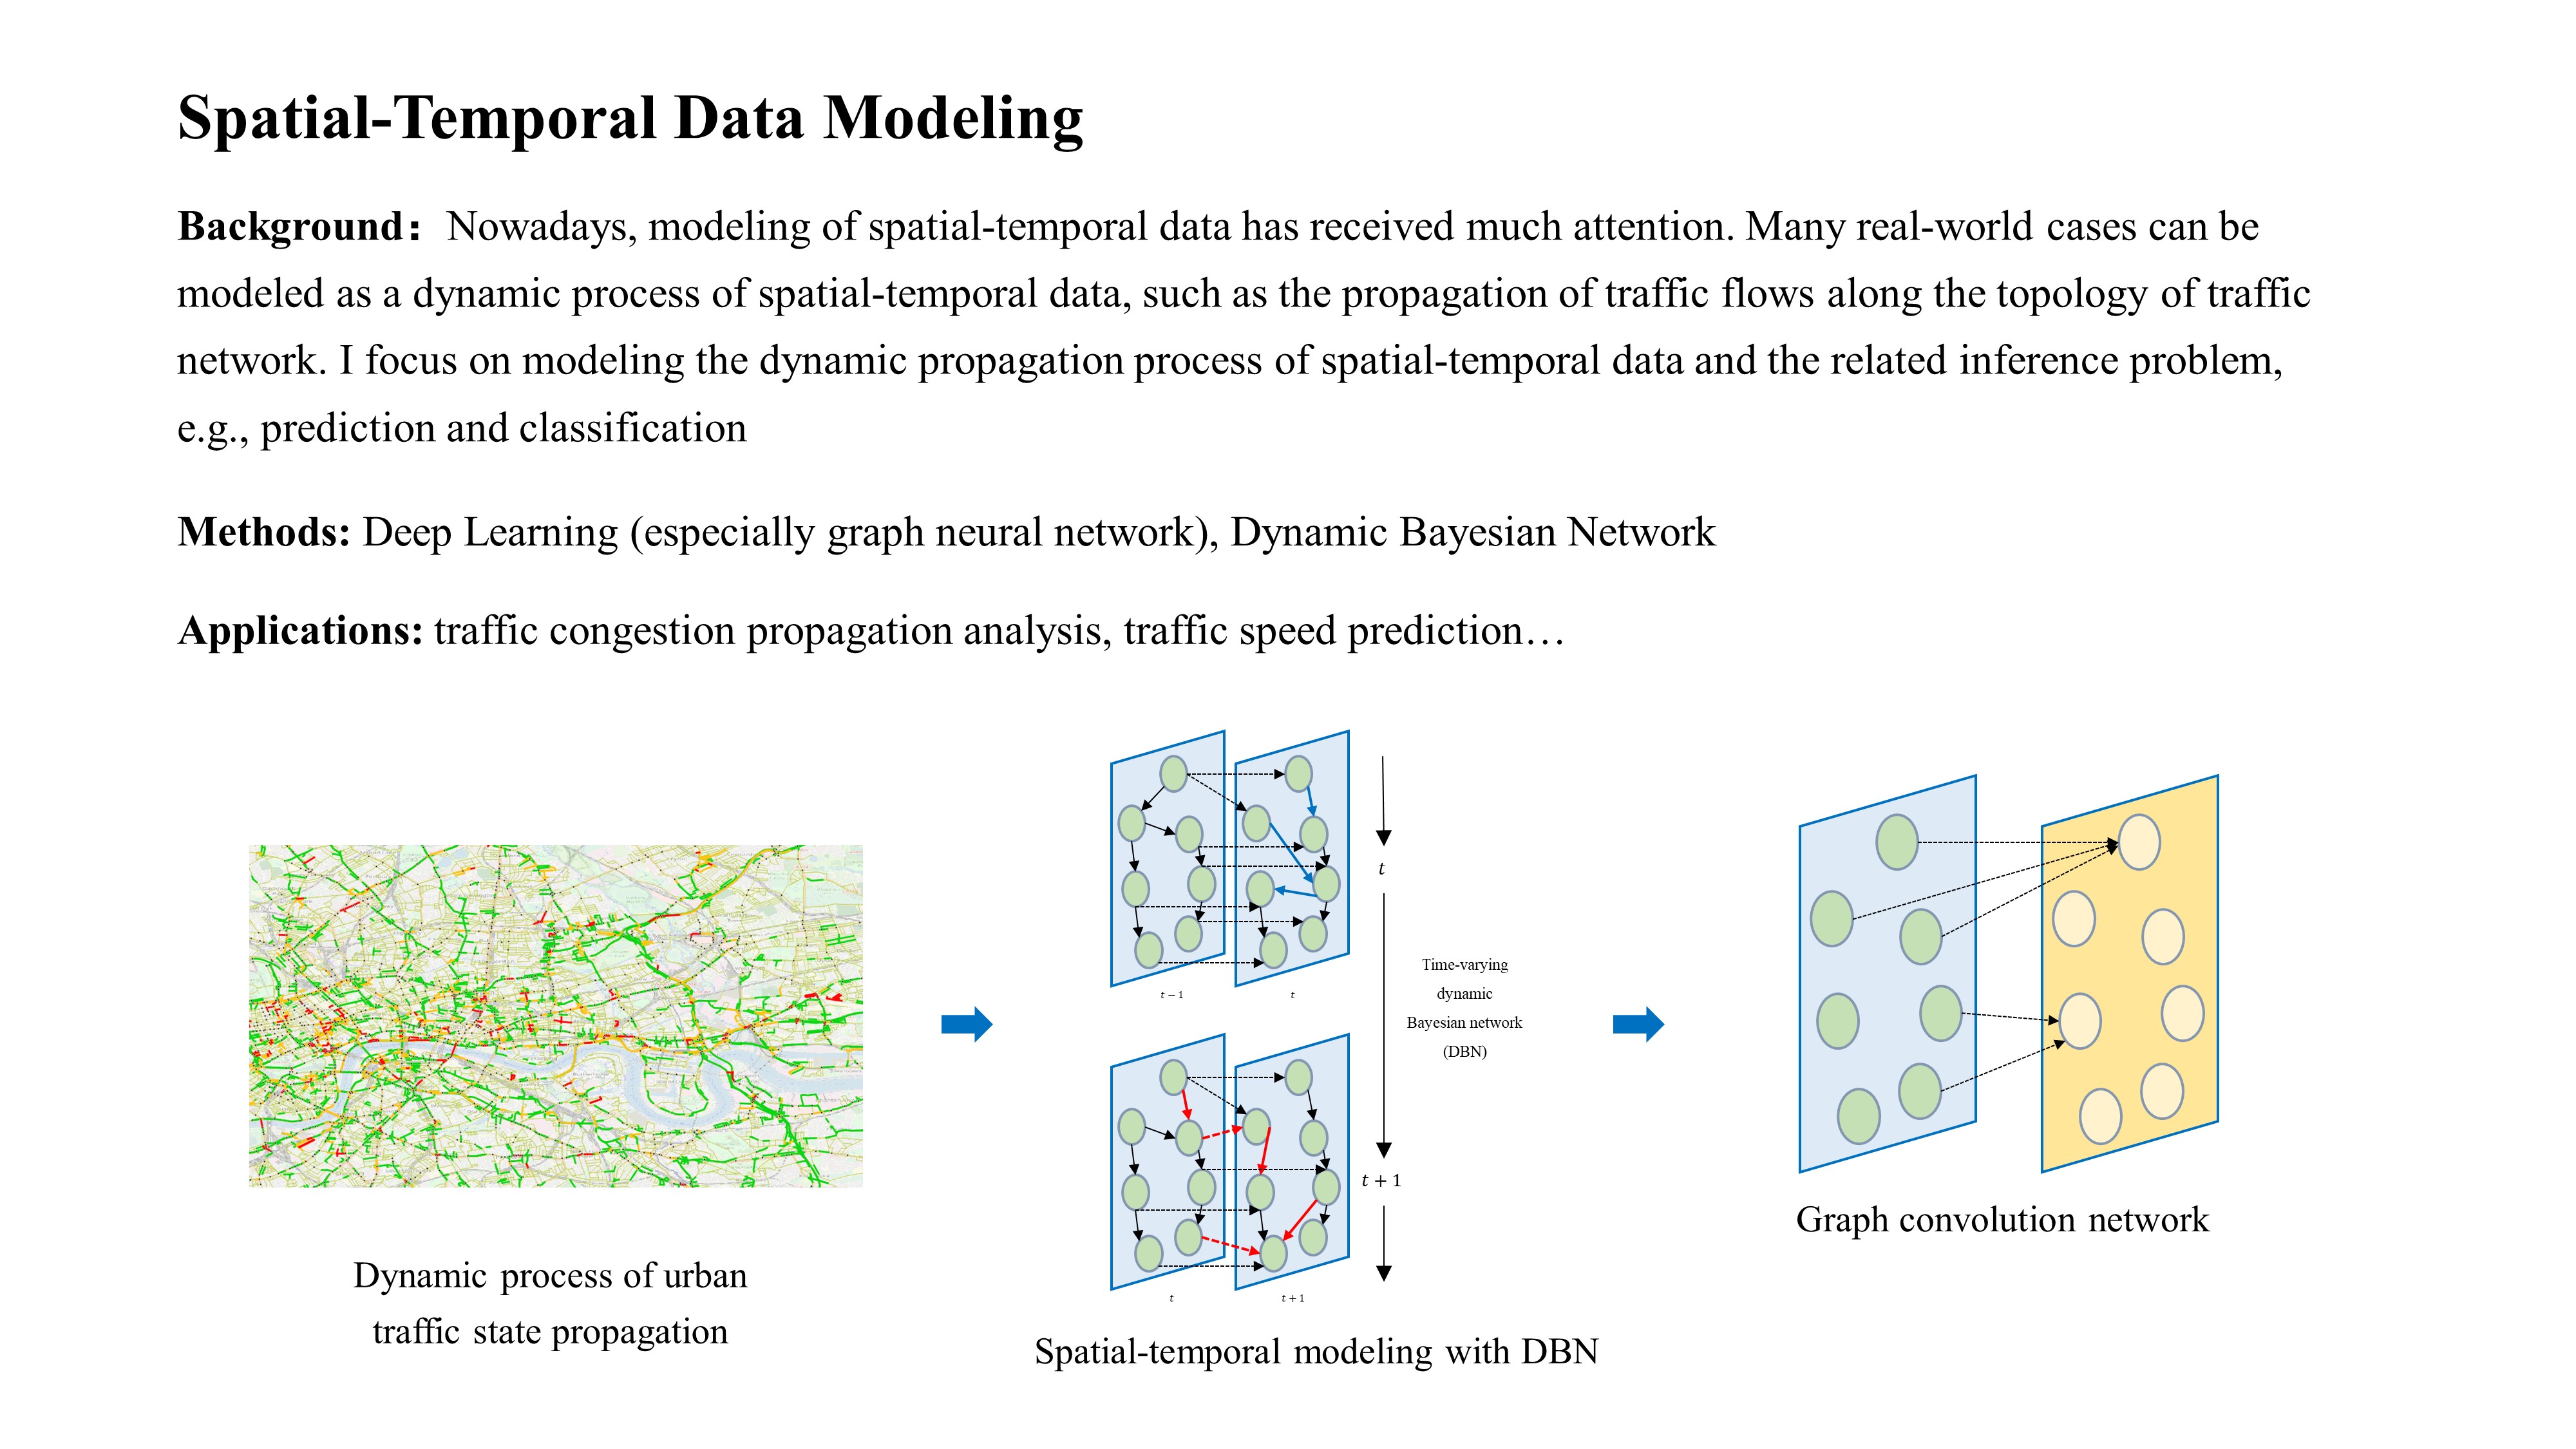 Spatial-Temporal Data Modeling
Background： Nowadays, modeling of spatial-temporal data has received much attention. Many real-world cases can be
modeled as a dynamic process of spatial-temporal data, such as the propagation of traffic flows along the topology of traffic
network. I focus on modeling the dynamic propagation process of spatial-temporal data and the related inference problem,
e.g., prediction and classification
Methods: Deep Learning (especially graph neural network), Dynamic Bayesian Network
Applications: traffic congestion propagation analysis, traffic speed prediction…
Dynamic process of urban
traffic state propagation
t − 1
t
t
t + 1
t
t + 1
Time-varying
dynamic
Bayesian network
(DBN)
Spatial-temporal modeling with DBN
Graph convolution network